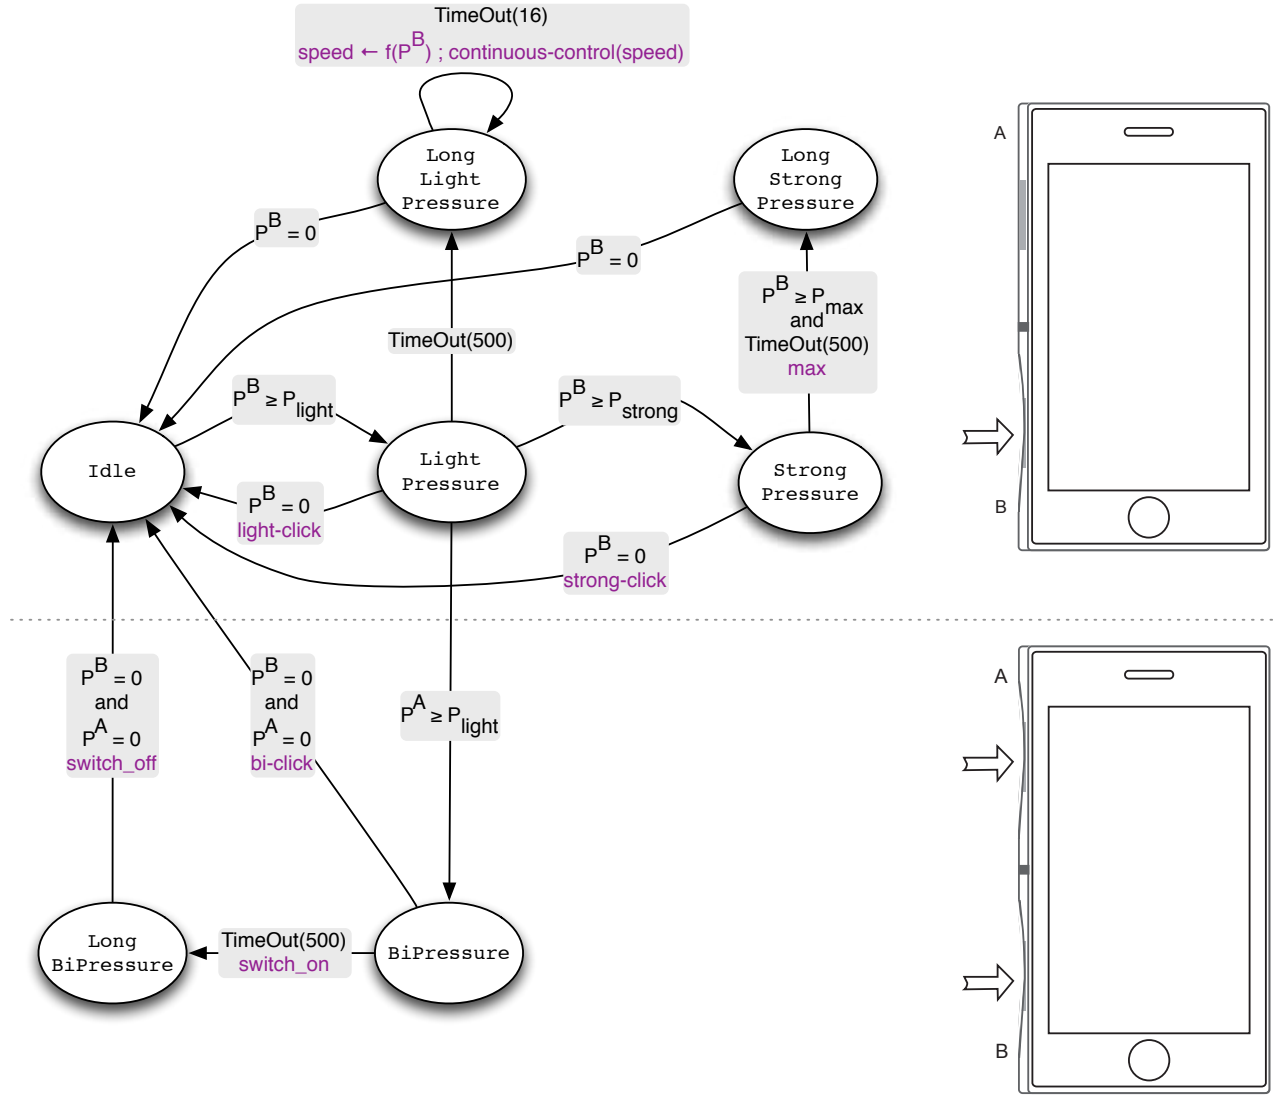 TimeOut(16)
speed ← f(P^B) ; continuous-control(speed)
Long
Light
Pressure
Long
Strong
Pressure
A
P^B = 0
P^B = 0
P^B ≥ P_max
and
TimeOut(500)
max
TimeOut(500)
P^B ≥ P_light
P^B ≥ P_strong
Idle
Light
Pressure
Strong
Pressure
P^B = 0
light-click
B
P^B = 0
strong-click
P^B = 0
and
P^A = 0
switch_off
P^B = 0
and
P^A = 0
bi-click
P^A ≥ P_light
A
Long
BiPressure
TimeOut(500)
switch_on
BiPressure
B